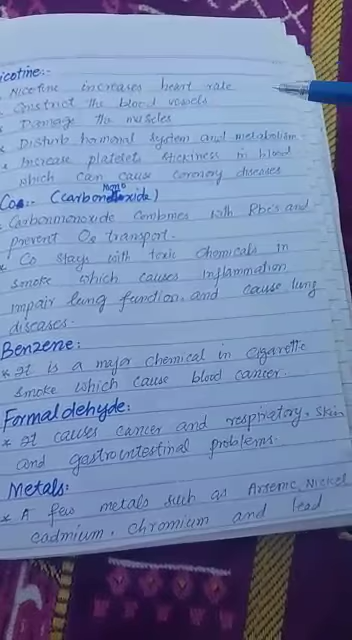 icotine:-
Nicotine increases heart rate
Constrict the blood vessels
Damage the muscles
Disturb harmonal system and metabolism
* Increase platelets stickiness in blood
which can cause coronary diseases
Co:- (carbon mono oxide)
Carbonmonoxide combines with Rbc's and
prevent O2 transport.
* Co stays with toxic chemicals in
smoke which causes inflammation
impair lung function, and cause lung
diseases.
Benzene:
* It is a major chemical in cigarette
smoke which cause blood cancer.
Formaldehyde:
* It causes cancer and respiratory, skin
and gastrointestinal problems.
Metals:
* A few metals such as Arsenic, Nickel
cadmium, chromium and lead